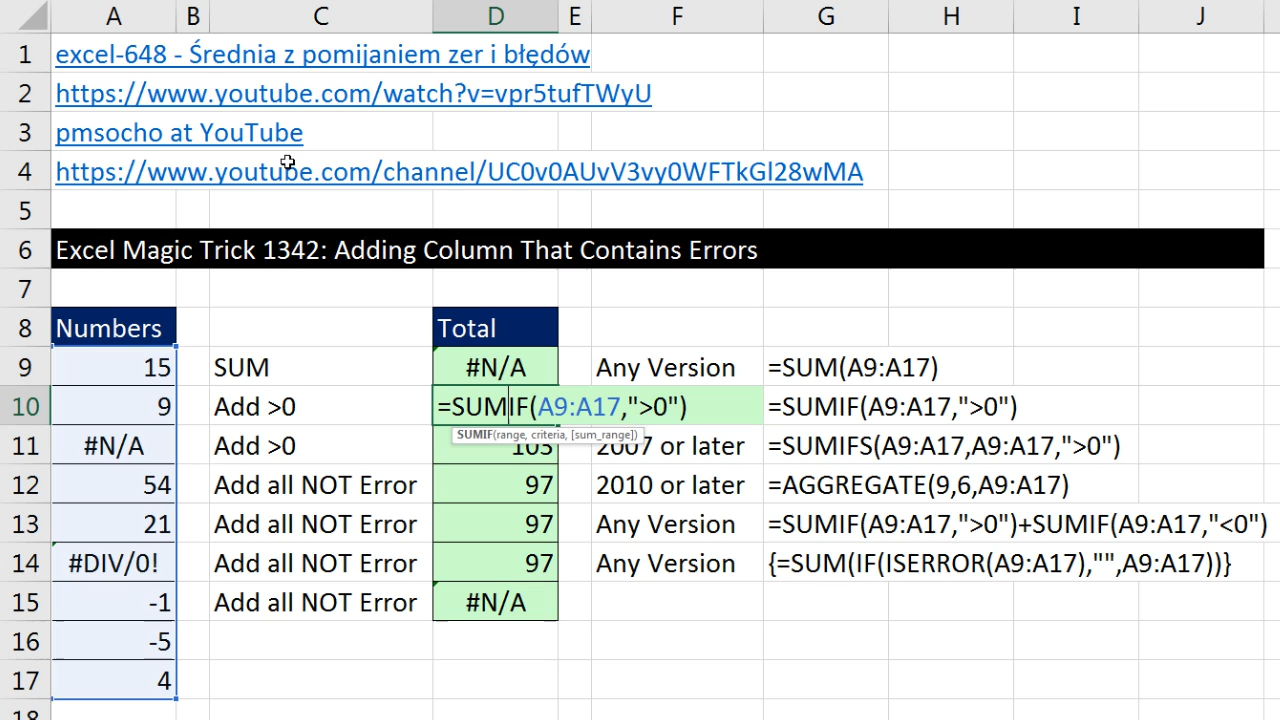 A B C D E F G H I J
1 excel-648 - Średnia z pomijaniem zer i błędów
2 https://www.youtube.com/watch?v=vpr5tufTWyU
3 pmsocho at YouTube
4 https://www.youtube.com/channel/UC0v0AUvV3vy0WFTkGl28wMA
5
6 Excel Magic Trick 1342: Adding Column That Contains Errors
7
8 Numbers Total
9 15 SUM #N/A Any Version =SUM(A9:A17)
10 9 Add >0 =SUMIF(A9:A17,">0") =SUMIF(A9:A17,">0")
SUMIF(range, criteria, [sum_range])
11 #N/A Add >0 103 2007 or later =SUMIFS(A9:A17,A9:A17,">0")
12 54 Add all NOT Error 97 2010 or later =AGGREGATE(9,6,A9:A17)
13 21 Add all NOT Error 97 Any Version =SUMIF(A9:A17,">0")+SUMIF(A9:A17,"<0")
14 #DIV/0! Add all NOT Error 97 Any Version {=SUM(IF(ISERROR(A9:A17),"",A9:A17))}
15 -1 Add all NOT Error #N/A
16 -5
17 4
18